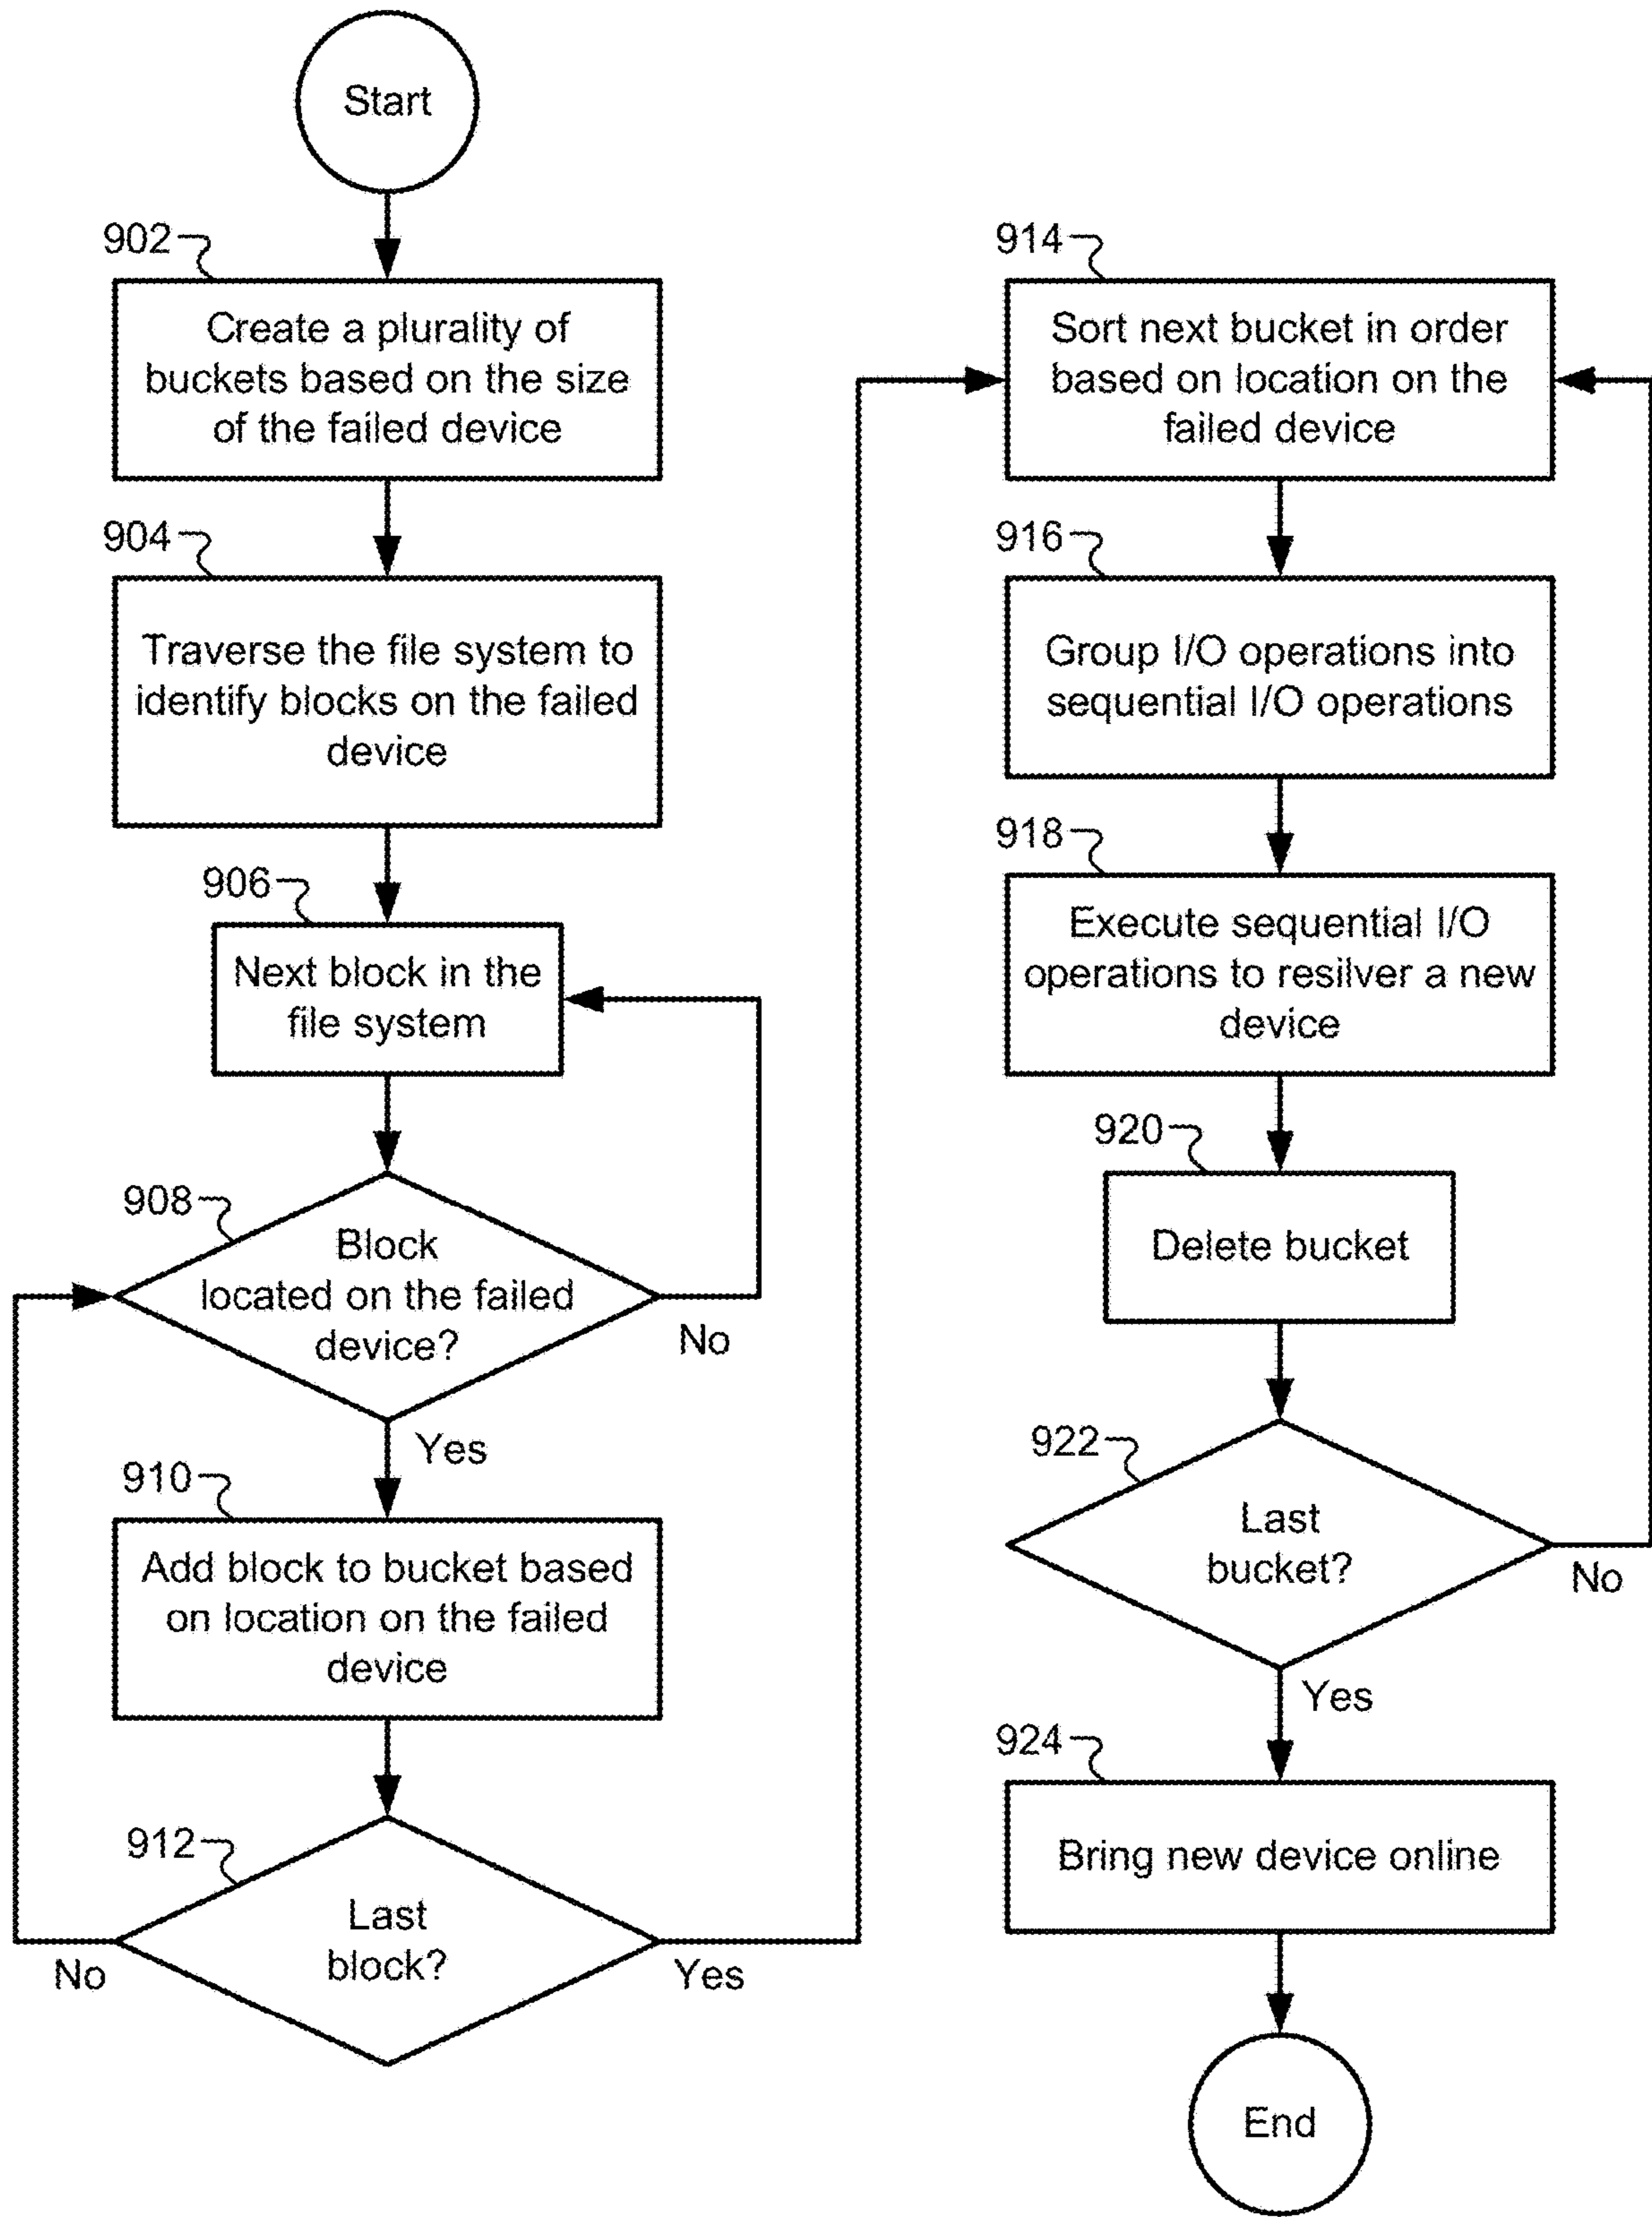 Start
902
Create a plurality of
buckets based on the size
of the failed device
904
Traverse the file system to
identify blocks on the failed
device
906
Next block in the
file system
908
Block
located on the failed
device?
No
Yes
910
Add block to bucket based
on location on the failed
device
912
Last
block?
No
Yes
914
Sort next bucket in order
based on location on the
failed device
916
Group I/O operations into
sequential I/O operations
918
Execute sequential I/O
operations to resilver a new
device
920
Delete bucket
922
Last
bucket?
No
Yes
924
Bring new device online
End